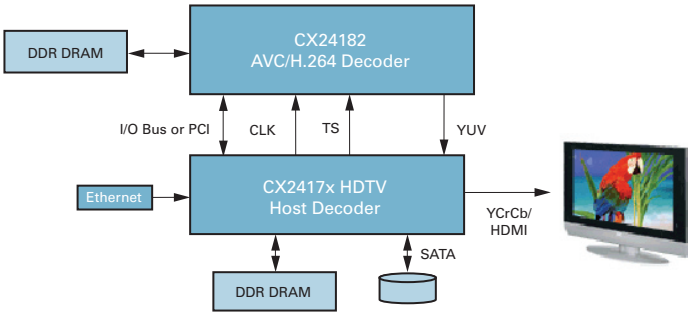 CX24182
AVC/H.264 Decoder
DDR DRAM
I/O Bus or PCI
CLK
TS
YUV
CX2417x HDTV
Host Decoder
Ethernet
YCrCb/
HDMI
SATA
DDR DRAM